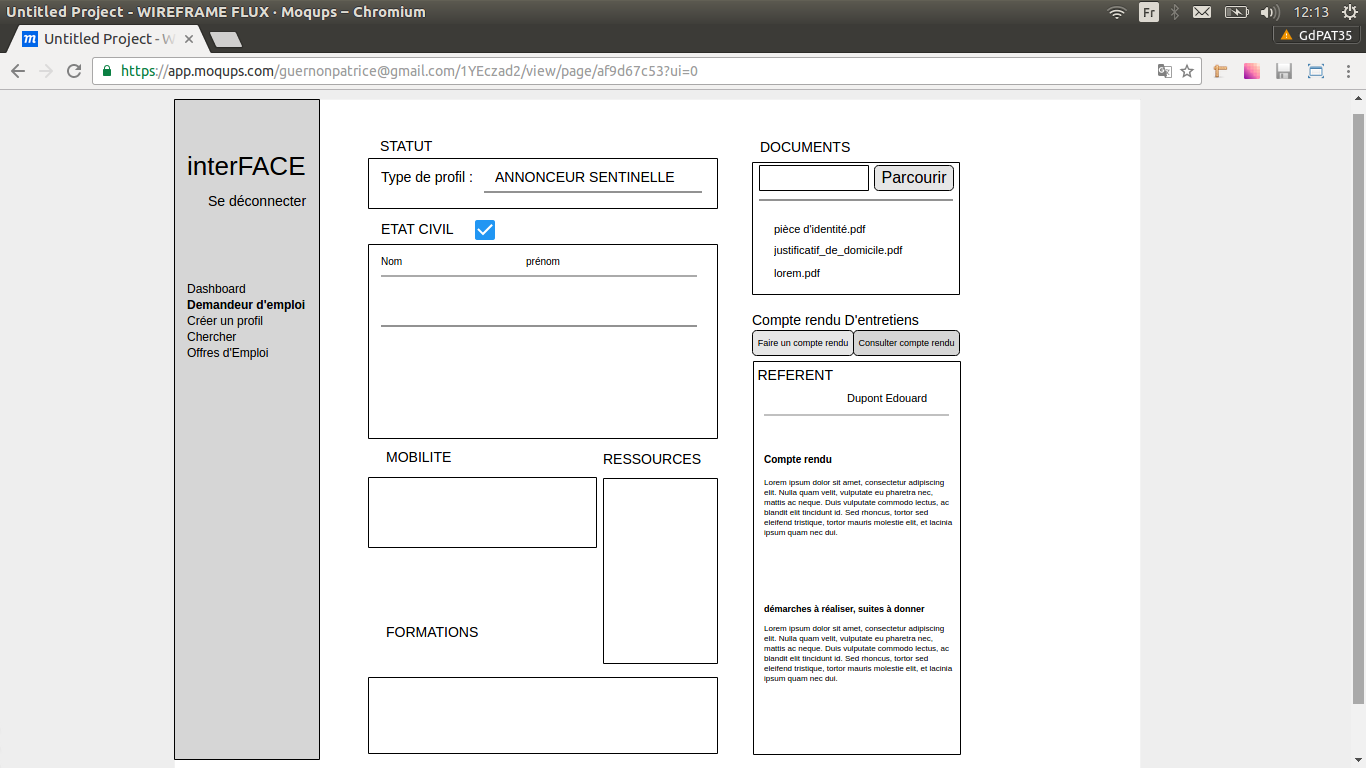 Untitled Project - WIREFRAME FLUX · Moqups – Chromium
Fr
12:13
m Untitled Project - W
GdPAT35
https://app.moqups.com/guernonpatrice@gmail.com/1YEczad2/view/page/af9d67c53?ui=0
interFACE
Se déconnecter
Dashboard
Demandeur d'emploi
Créer un profil
Chercher
Offres d'Emploi
STATUT
Type de profil : ANNONCEUR SENTINELLE
ETAT CIVIL
Nom prénom
MOBILITE
RESSOURCES
FORMATIONS
DOCUMENTS
Parcourir
pièce d'identité.pdf
justificatif_de_domicile.pdf
lorem.pdf
Compte rendu D'entretiens
Faire un compte rendu Consulter compte rendu
REFERENT
Dupont Edouard
Compte rendu
Lorem ipsum dolor sit amet, consectetur adipiscing
elit. Nulla quam velit, vulputate eu pharetra nec,
mattis ac neque. Duis vulputate commodo lectus, ac
blandit elit tincidunt id. Sed rhoncus, tortor sed
eleifend tristique, tortor mauris molestie elit, et lacinia
ipsum quam nec dui.
démarches à réaliser, suites à donner
Lorem ipsum dolor sit amet, consectetur adipiscing
elit. Nulla quam velit, vulputate eu pharetra nec,
mattis ac neque. Duis vulputate commodo lectus, ac
blandit elit tincidunt id. Sed rhoncus, tortor sed
eleifend tristique, tortor mauris molestie elit, et lacinia
ipsum quam nec dui.